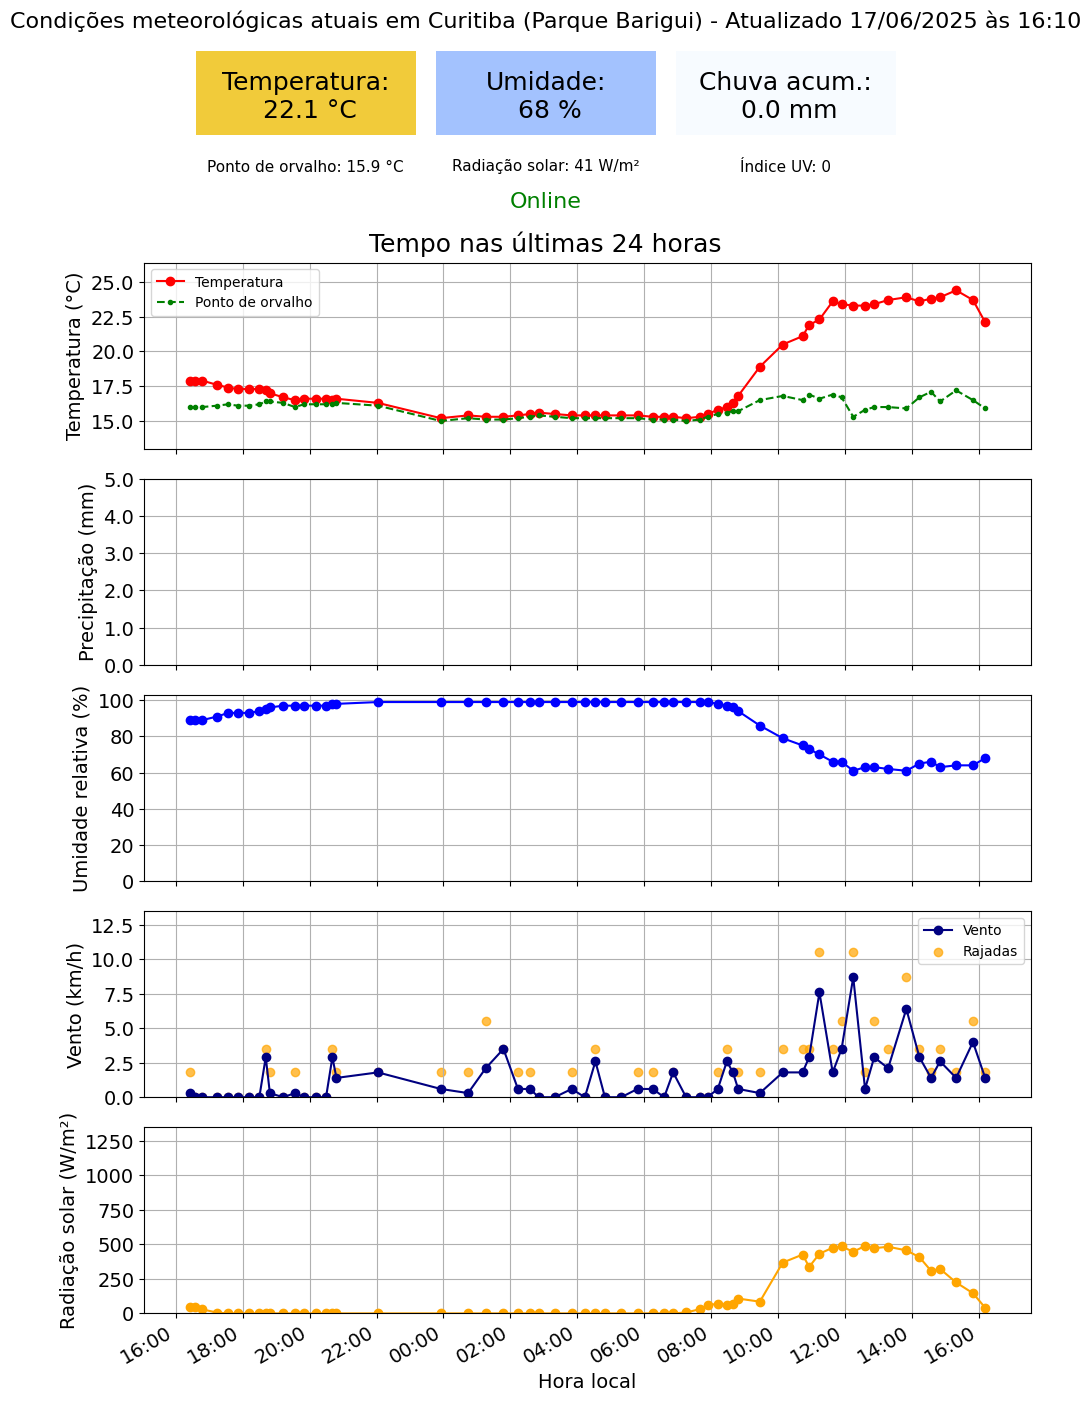 Condições meteorológicas atuais em Curitiba (Parque Barigui) - Atualizado 17/06/2025 às 16:10
Temperatura:
22.1 °C
Umidade:
68 %
Chuva acum.:
0.0 mm
Ponto de orvalho: 15.9 °C
Radiação solar: 41 W/m²
Índice UV: 0
Online
Tempo nas últimas 24 horas
Temperatura (°C)
25.0
22.5
20.0
17.5
15.0
Temperatura
Ponto de orvalho
Precipitação (mm)
5.0
4.0
3.0
2.0
1.0
0.0
Umidade relativa (%)
100
80
60
40
20
0
Vento (km/h)
12.5
10.0
7.5
5.0
2.5
0.0
Vento
Rajadas
Radiação solar (W/m²)
1250
1000
750
500
250
0
16:00
18:00
20:00
22:00
00:00
02:00
04:00
06:00
08:00
10:00
12:00
14:00
16:00
Hora local